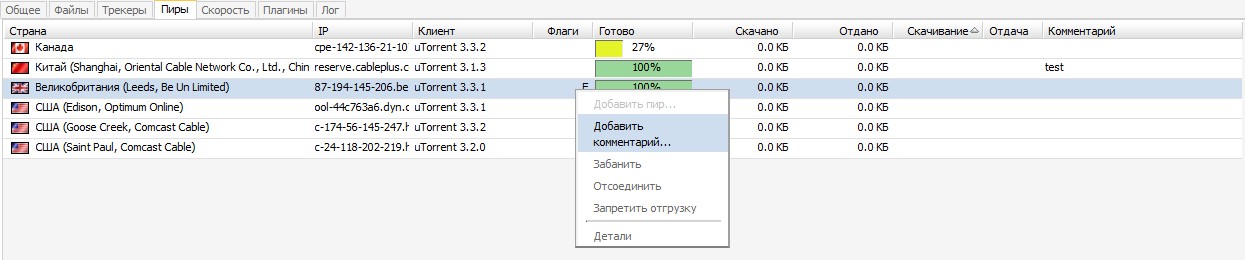 Общее Файлы Трекеры Пиры Скорость Плагины Лог
Страна IP Клиент Флаги Готово Скачано Отдано Скачивание Отдача Комментарий
Канада cpe-142-136-21-10 uTorrent 3.3.2 27% 0.0 КБ 0.0 КБ
Китай (Shanghai, Oriental Cable Network Co., Ltd., Chin reserve.cableplus.c uTorrent 3.1.3 100% 0.0 КБ 0.0 КБ test
Великобритания (Leeds, Be Un Limited) 87-194-145-206.be uTorrent 3.3.1 100% 0.0 КБ 0.0 КБ
США (Edison, Optimum Online) ool-44c763a6.dyn.c uTorrent 3.3.1 0.0 КБ 0.0 КБ
США (Goose Creek, Comcast Cable) c-174-56-145-247.h uTorrent 3.3.2 0.0 КБ 0.0 КБ
США (Saint Paul, Comcast Cable) c-24-118-202-219.h uTorrent 3.2.0 0.0 КБ 0.0 КБ
Добавить пир...
Добавить
комментарий...
Забанить
Отсоединить
Запретить отгрузку
Детали